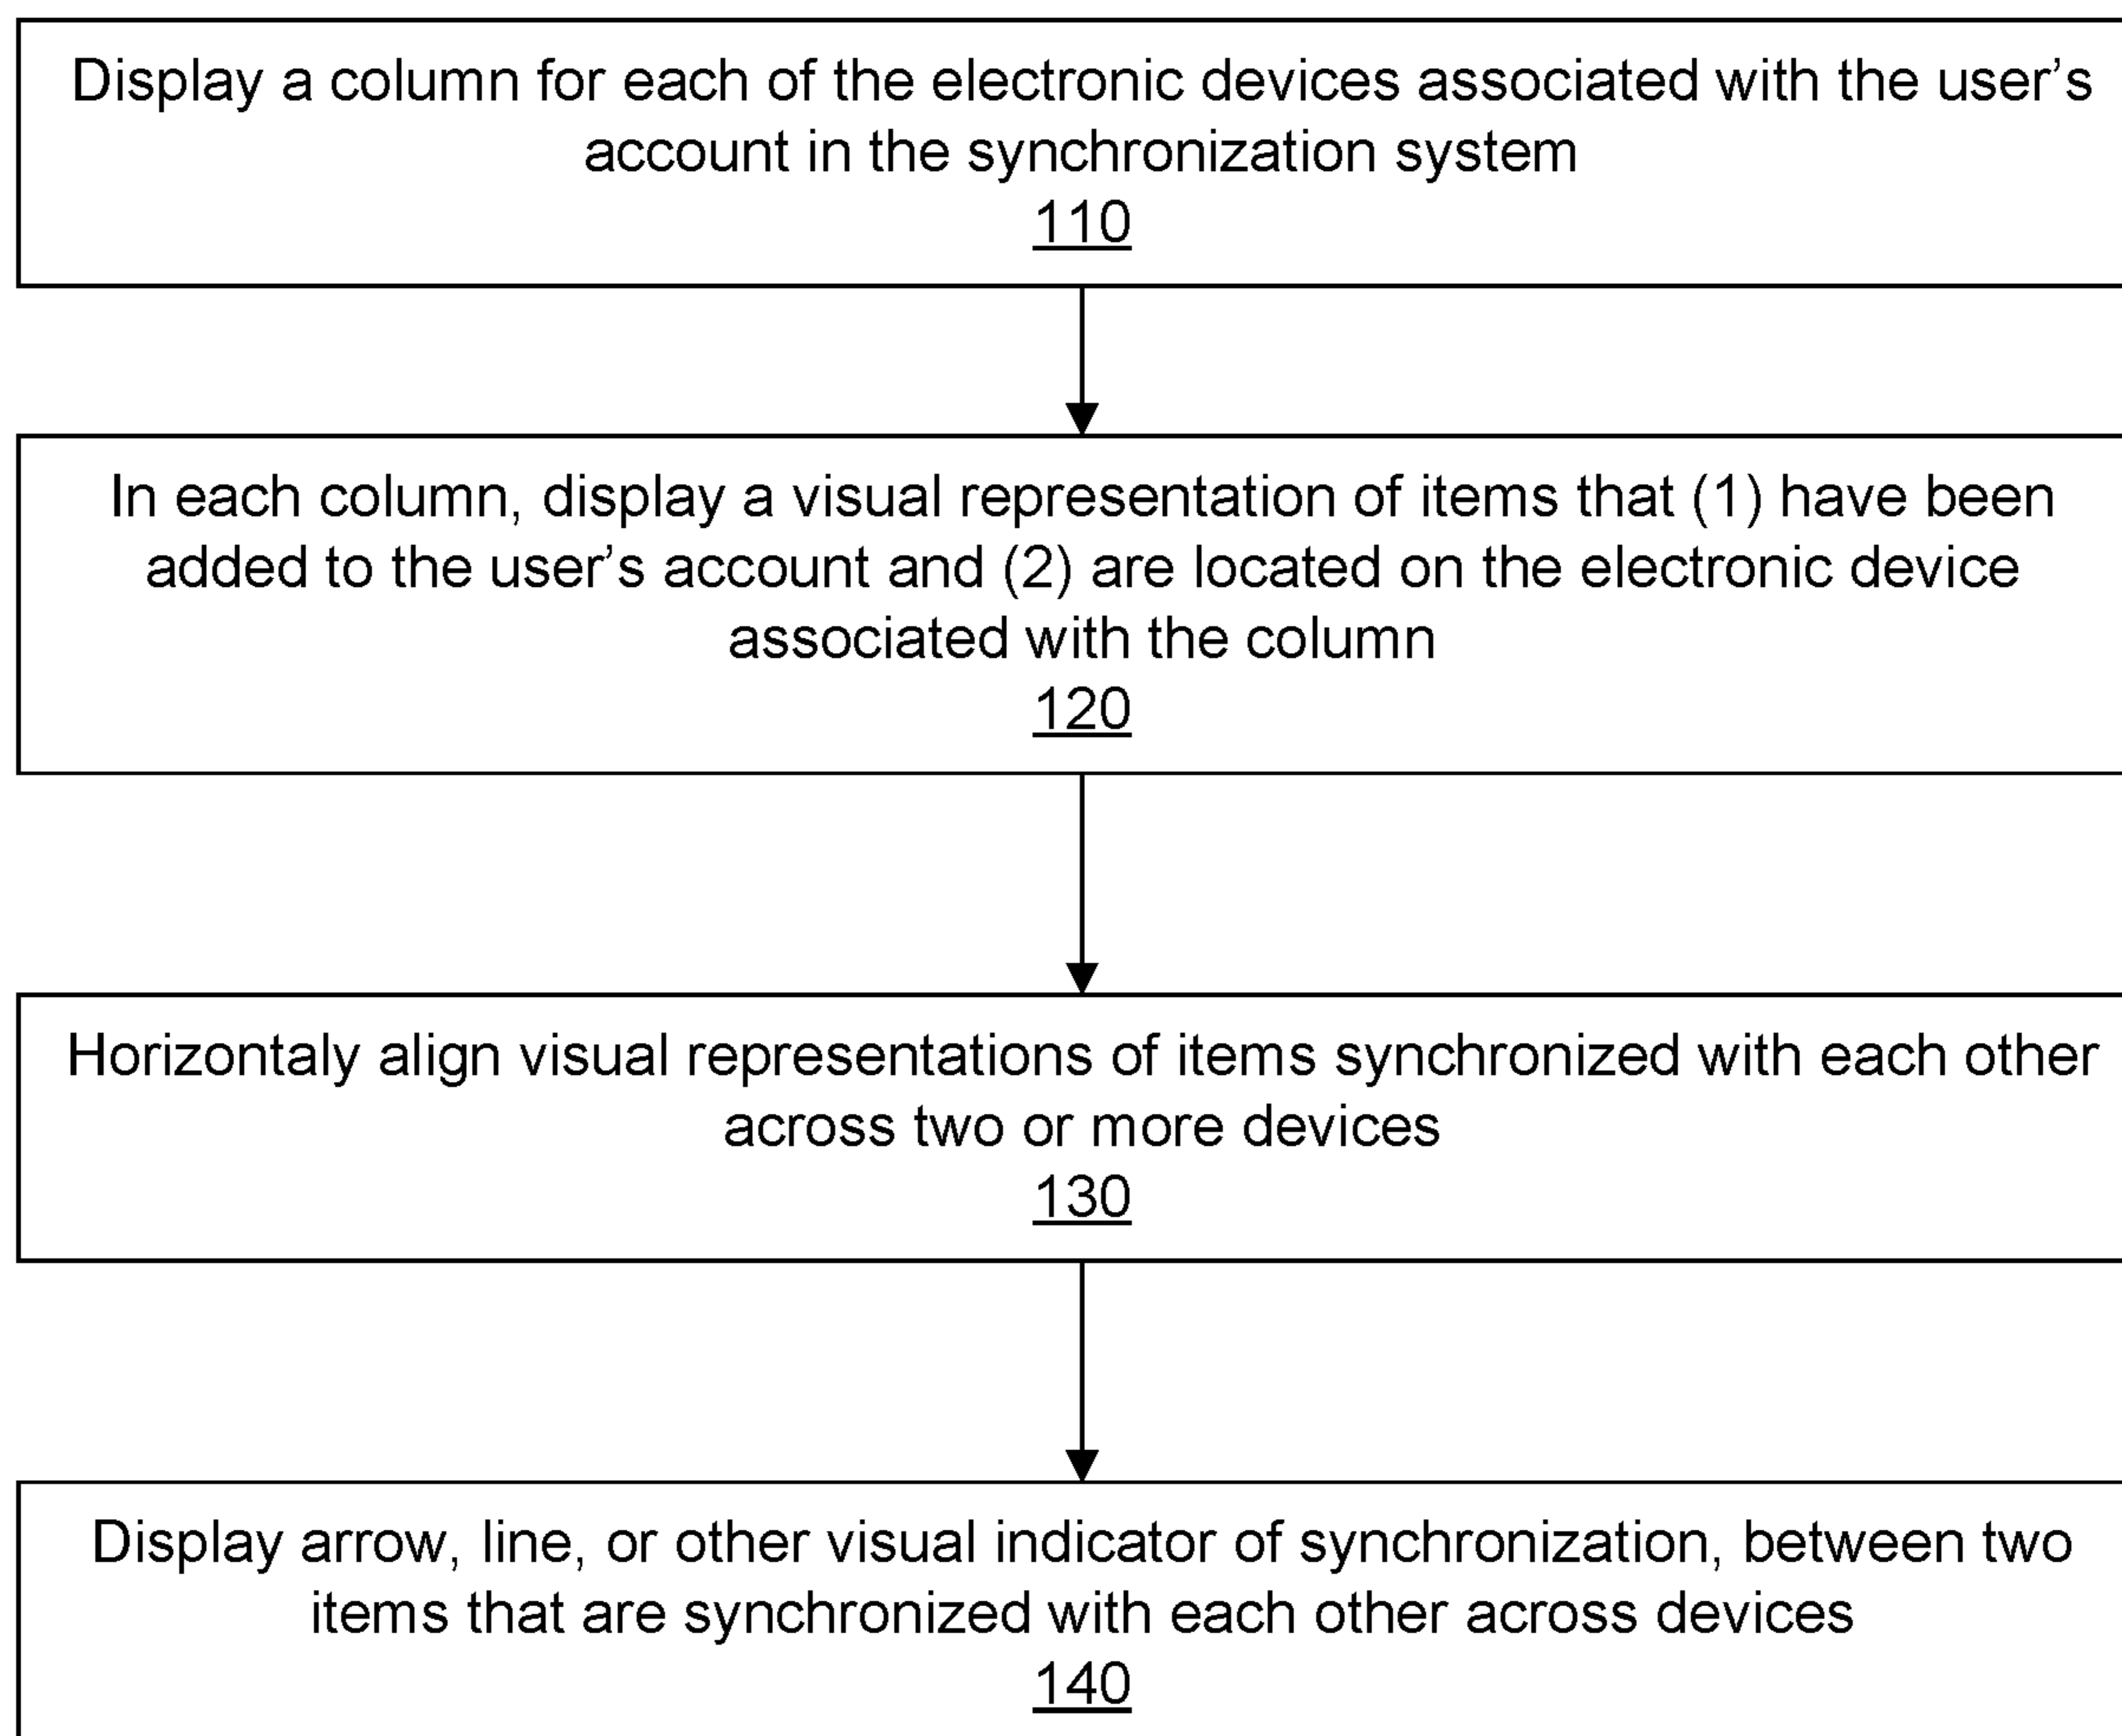 Display a column for each of the electronic devices associated with the user’s
account in the synchronization system
110
In each column, display a visual representation of items that (1) have been
added to the user’s account and (2) are located on the electronic device
associated with the column
120
Horizontaly align visual representations of items synchronized with each other
across two or more devices
130
Display arrow, line, or other visual indicator of synchronization, between two
items that are synchronized with each other across devices
140